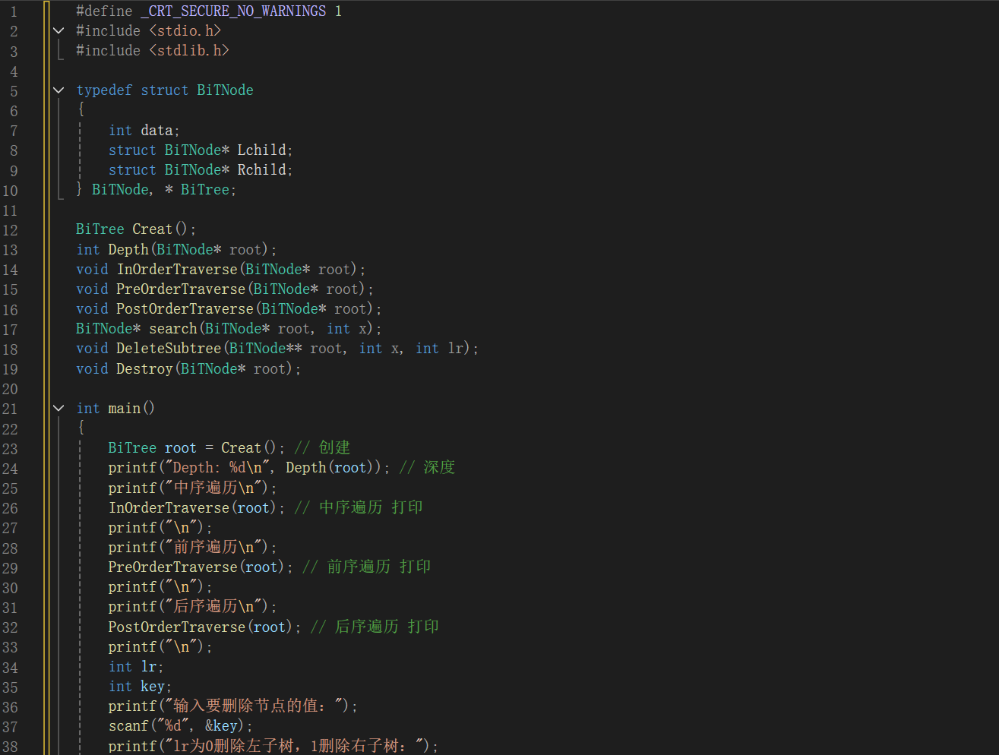 1 #define _CRT_SECURE_NO_WARNINGS 1
2 #include <stdio.h>
3 #include <stdlib.h>
4
5 typedef struct BiTNode
6 {
7 int data;
8 struct BiTNode* Lchild;
9 struct BiTNode* Rchild;
10 } BiTNode, * BiTree;
11
12 BiTree Creat();
13 int Depth(BiTNode* root);
14 void InOrderTraverse(BiTNode* root);
15 void PreOrderTraverse(BiTNode* root);
16 void PostOrderTraverse(BiTNode* root);
17 BiTNode* search(BiTNode* root, int x);
18 void DeleteSubtree(BiTNode** root, int x, int lr);
19 void Destroy(BiTNode* root);
20
21 int main()
22 {
23 BiTree root = Creat(); // 创建
24 printf("Depth: %d\n", Depth(root)); // 深度
25 printf("中序遍历\n");
26 InOrderTraverse(root); // 中序遍历 打印
27 printf("\n");
28 printf("前序遍历\n");
29 PreOrderTraverse(root); // 前序遍历 打印
30 printf("\n");
31 printf("后序遍历\n");
32 PostOrderTraverse(root); // 后序遍历 打印
33 printf("\n");
34 int lr;
35 int key;
36 printf("输入要删除节点的值：");
37 scanf("%d", &key);
38 printf("lr为0删除左子树，1删除右子树：");